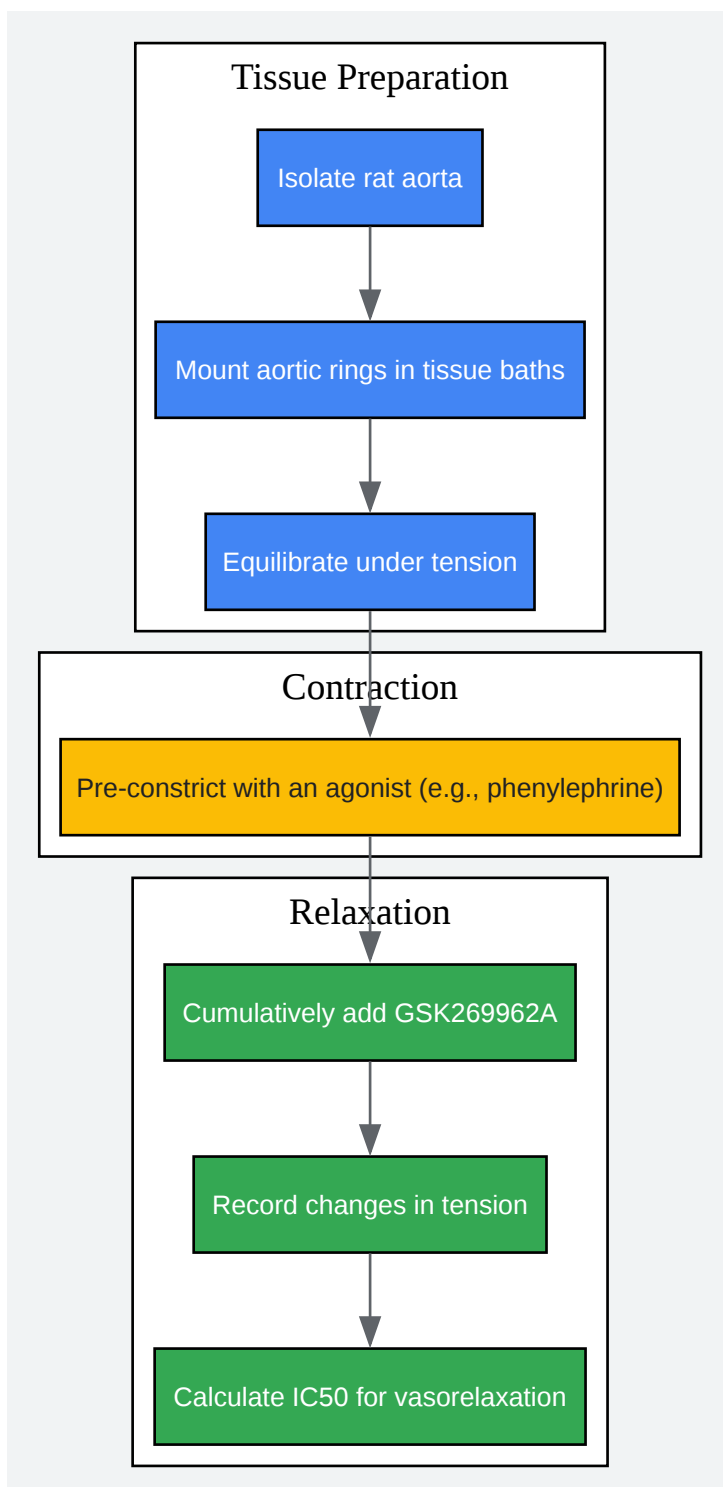 Tissue Preparation
Isolate rat aorta
Mount aortic rings in tissue baths
Equilibrate under tension
Contraction
Pre-constrict with an agonist (e.g., phenylephrine)
Relaxation
Cumulatively add GSK269962A
Record changes in tension
Calculate IC50 for vasorelaxation